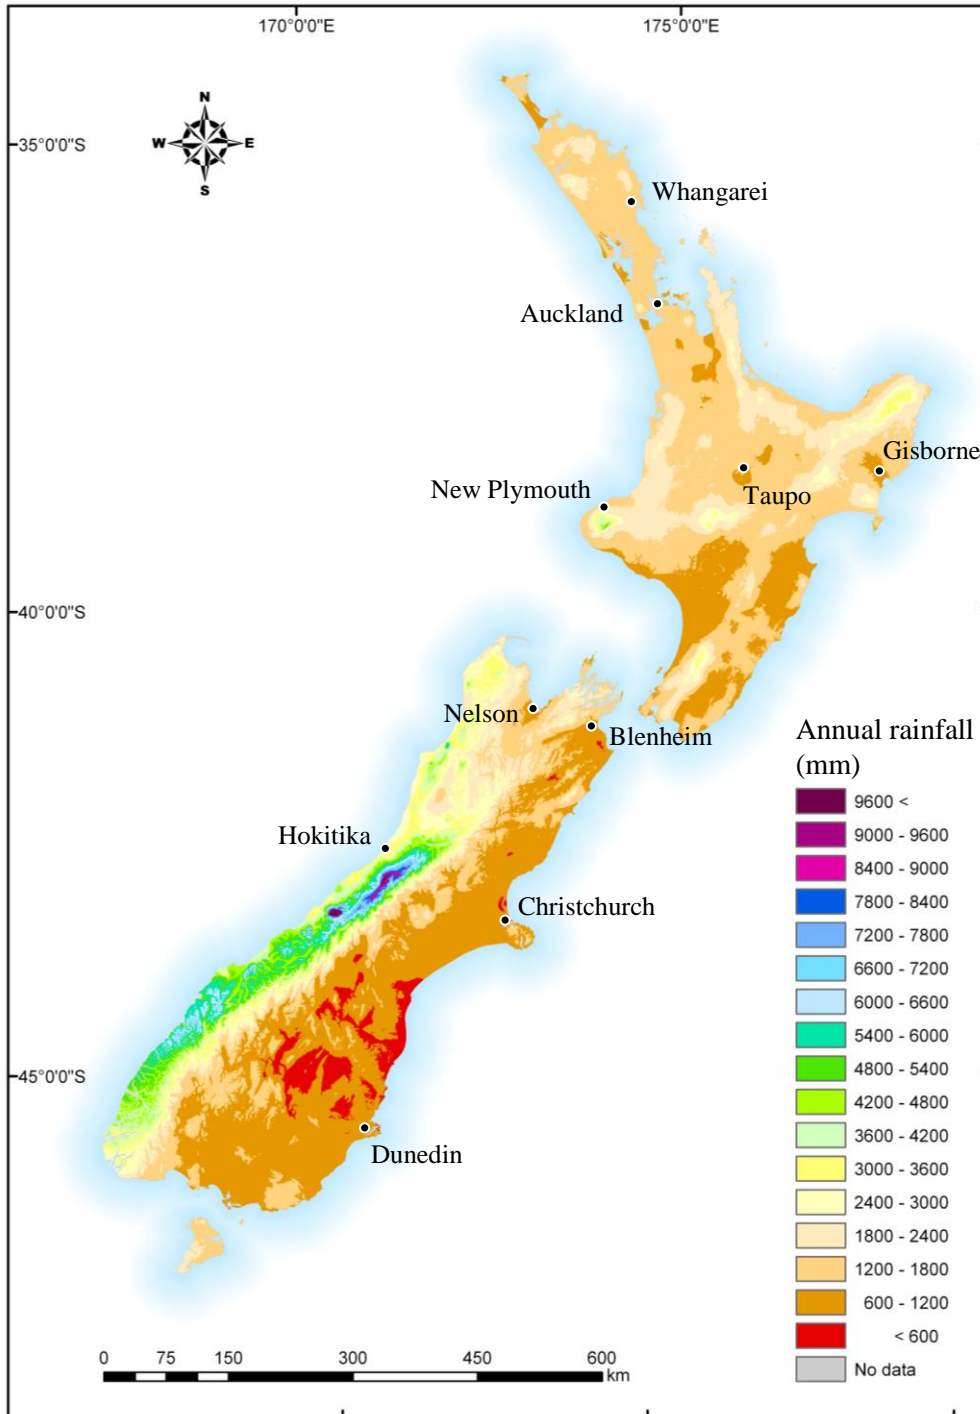 170°0'0"E
175°0'0"E
N
W
E
S
35°0'0"S
Whangarei
Auckland
Gisborne
New Plymouth
Taupo
40°0'0"S
Nelson
Blenheim
Hokitika
Christchurch
45°0'0"S
Dunedin
Annual rainfall
(mm)
9600 <
9000 - 9600
8400 - 9000
7800 - 8400
7200 - 7800
6600 - 7200
6000 - 6600
5400 - 6000
4800 - 5400
4200 - 4800
3600 - 4200
3000 - 3600
2400 - 3000
1800 - 2400
1200 - 1800
600 - 1200
< 600
No data
0 75 150 300 450 600
km